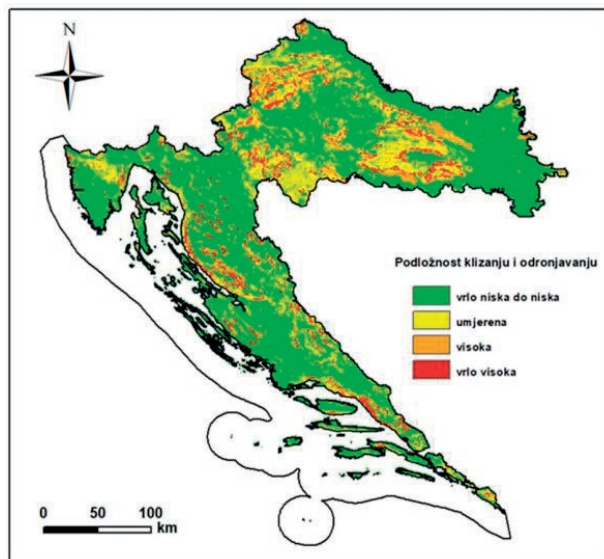 N
Podložnost klizanju i odronjavanju
vrlo niska do niska
umjerena
visoka
vrlo visoka
0 50 100
km